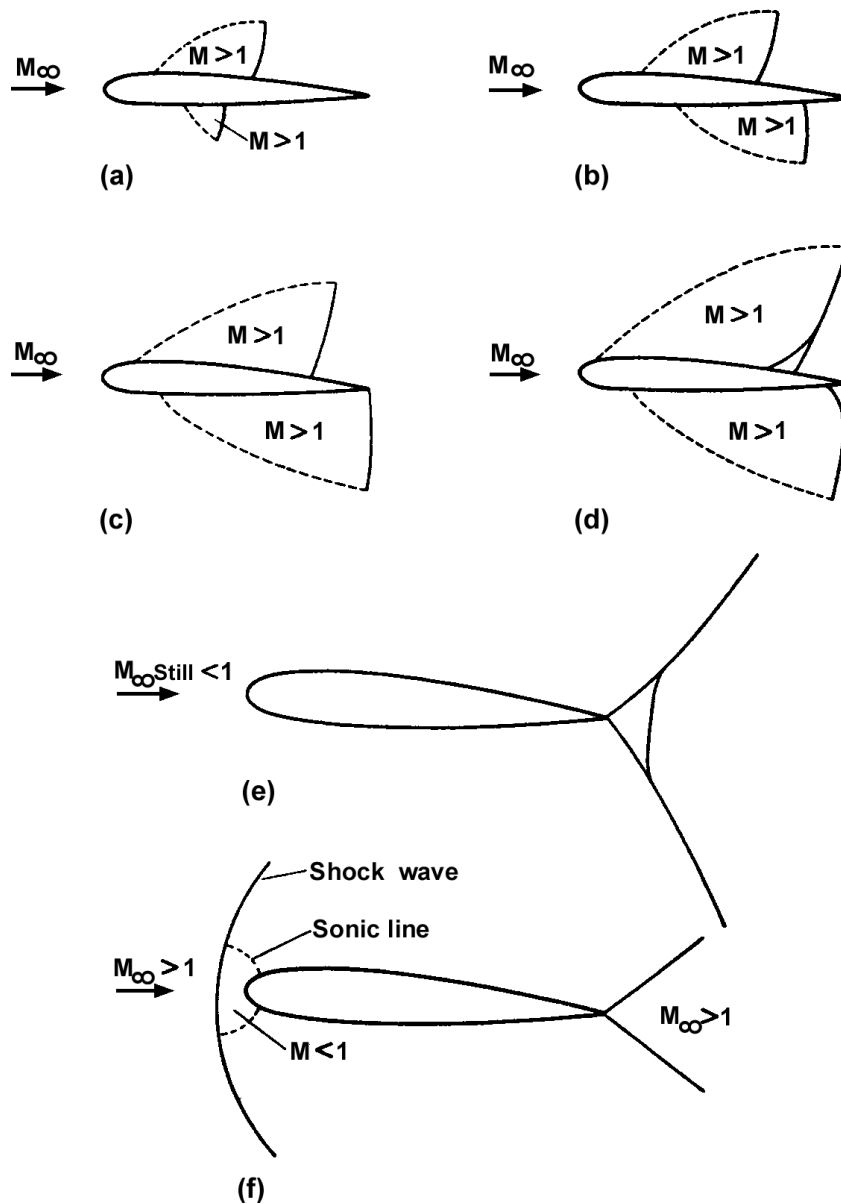 M∞
M >1
M >1
(a)
M∞
M >1
M >1
(b)
M∞
M >1
M >1
(c)
M∞
M >1
M >1
(d)
M∞ Still <1
(e)
Shock wave
Sonic line
M∞ >1
M <1
M∞ >1
(f)